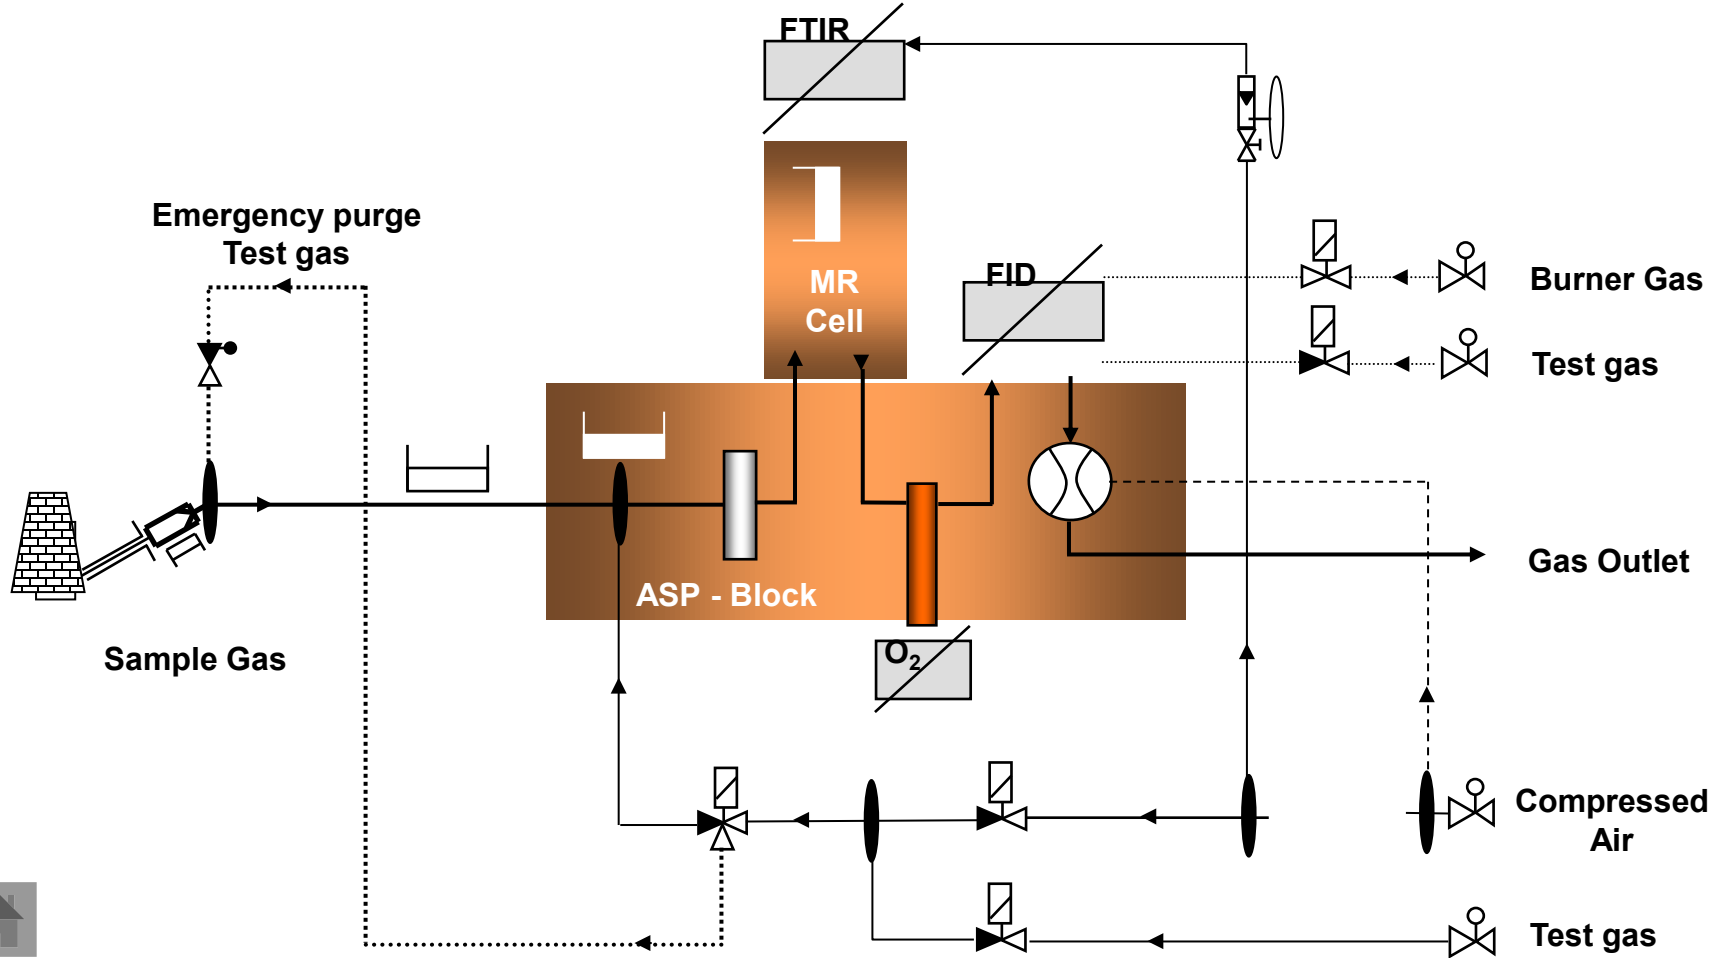 FTIR
Emergency purge
Test gas
MR
Cell
FID
Burner Gas
Test gas
ASP - Block
Gas Outlet
Sample Gas
O₂
Compressed
Air
Test gas